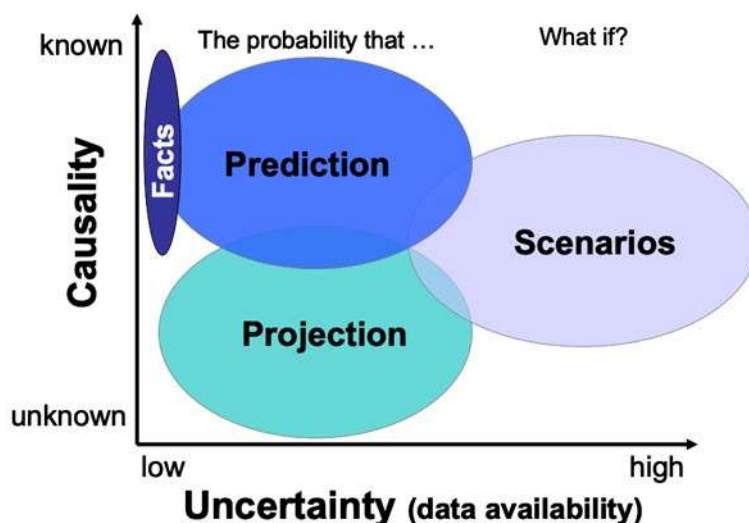 The probability that …
What if?
known
Causality
Facts
Prediction
Scenarios
Projection
unknown
low
high
Uncertainty (data availability)